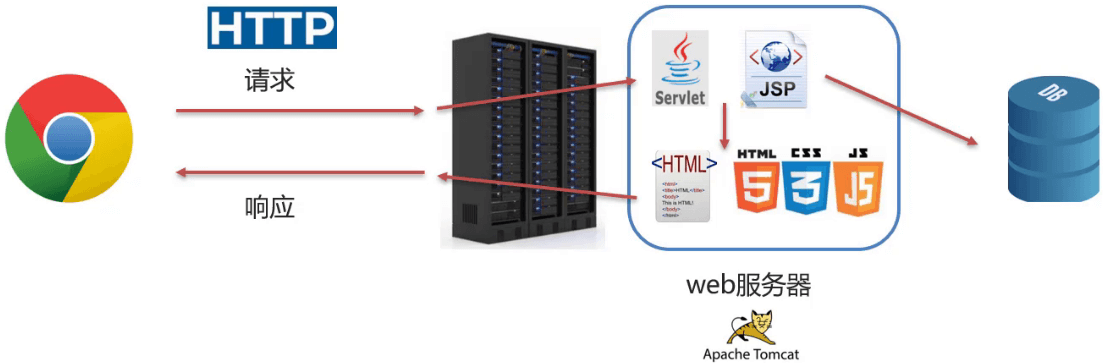 HTTP
请求
响应
Servlet
<>
JSP
<HTML>
<html>
<title>HTML</title>
<body>
This is HTML!
</body>
</html>
HTML CSS JS
5 3 JS
DB
web服务器
Apache Tomcat